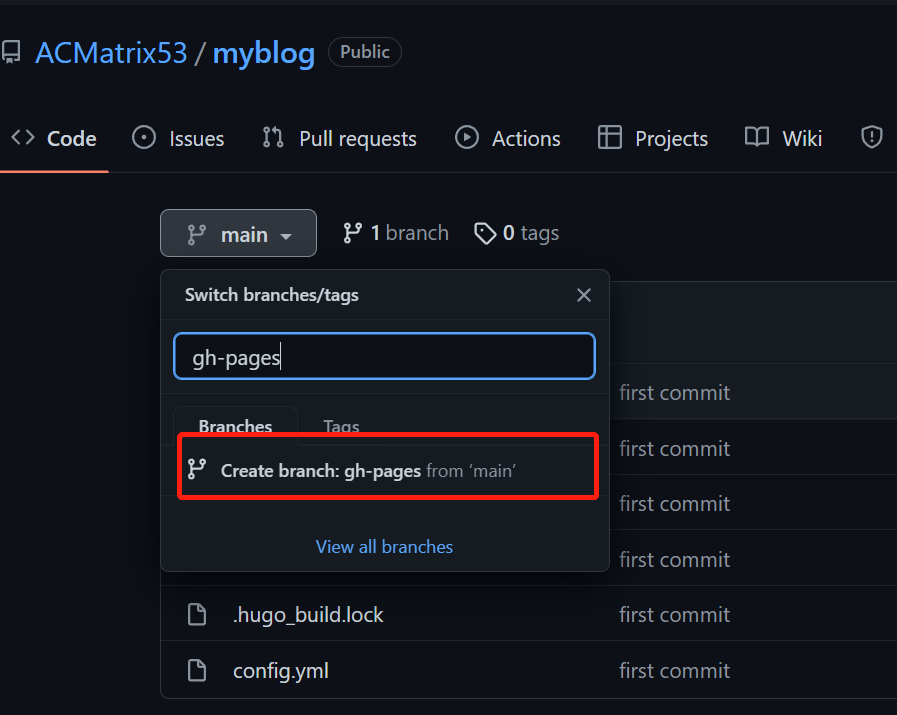 ACMatrix53 / myblog Public
Code Issues Pull requests Actions Projects Wiki
main 1 branch 0 tags
Switch branches/tags
gh-pages
first commit
Branches Tags
first commit
Create branch: gh-pages from ‘main’
first commit
View all branches
first commit
.hugo_build.lock first commit
config.yml first commit